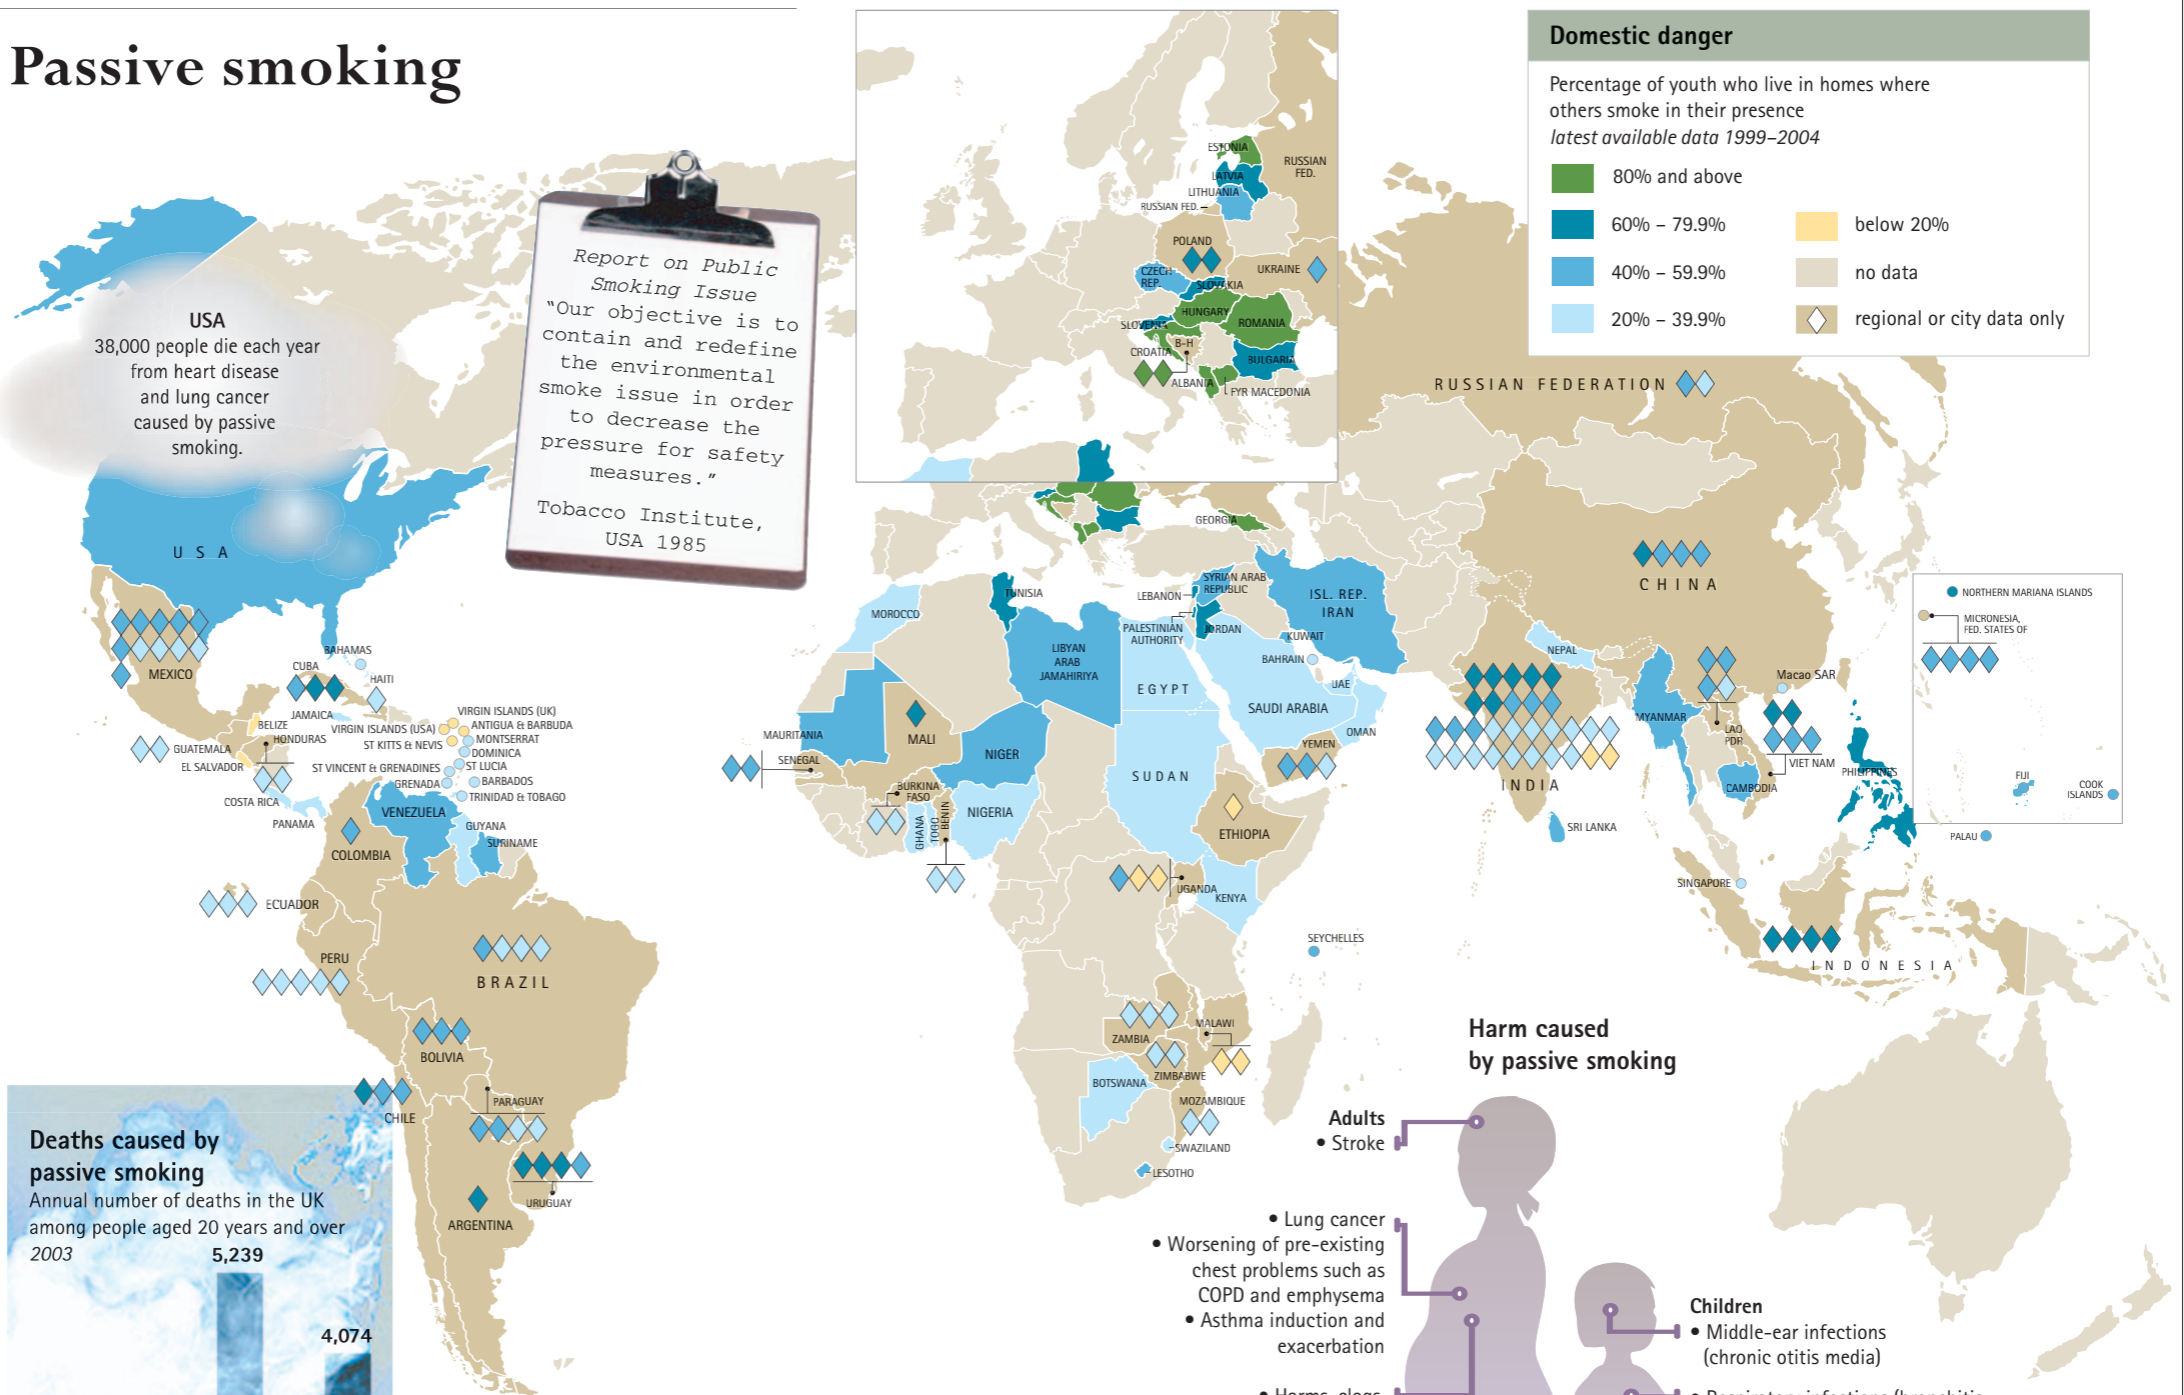 Passive smoking
USA
38,000 people die each year
from heart disease
and lung cancer
caused by passive
smoking.
Report on Public
Smoking Issue
"Our objective is to
contain and redefine
the environmental
smoke issue in order
to decrease the
pressure for safety
measures."
Tobacco Institute,
USA 1985
Domestic danger
Percentage of youth who live in homes where
others smoke in their presence
latest available data 1999–2004
80% and above
60% – 79.9%
40% – 59.9%
20% – 39.9%
below 20%
no data
regional or city data only
ESTONIA
RUSSIAN
FED.
LATVIA
LITHUANIA
RUSSIAN FED.
POLAND
UKRAINE
CZECH
REP.
SLOVAKIA
HUNGARY
SLOVENIA
ROMANIA
B-H
CROATIA
BULGARIA
ALBANIA
FYR MACEDONIA
RUSSIAN FEDERATION
GEORGIA
USA
MEXICO
BAHAMAS
CUBA
HAITI
JAMAICA
BELIZE
HONDURAS
GUATEMALA
EL SALVADOR
COSTA RICA
PANAMA
VIRGIN ISLANDS (UK)
VIRGIN ISLANDS (USA)
ANTIGUA & BARBUDA
ST KITTS & NEVIS
MONTSERRAT
DOMINICA
ST VINCENT & GRENADINES
ST LUCIA
GRENADA
BARBADOS
TRINIDAD & TOBAGO
VENEZUELA
GUYANA
SURINAME
COLOMBIA
ECUADOR
PERU
BRAZIL
BOLIVIA
CHILE
PARAGUAY
URUGUAY
ARGENTINA
MOROCCO
TUNISIA
LIBYAN
ARAB
JAMAHIRIYA
EGYPT
MAURITANIA
SENEGAL
MALI
NIGER
BURKINA
FASO
GHANA
TOGO
BENIN
NIGERIA
SUDAN
ETHIOPIA
UGANDA
KENYA
SEYCHELLES
ZAMBIA
MALAWI
ZIMBABWE
BOTSWANA
MOZAMBIQUE
SWAZILAND
LESOTHO
SYRIAN ARAB
REPUBLIC
LEBANON
PALESTINIAN
AUTHORITY
JORDAN
ISL. REP.
IRAN
KUWAIT
BAHRAIN
UAE
SAUDI ARABIA
OMAN
YEMEN
CHINA
NEPAL
INDIA
SRI LANKA
MYANMAR
LAO
PDR
Macao SAR
VIET NAM
CAMBODIA
PHILIPPINES
SINGAPORE
INDONESIA
NORTHERN MARIANA ISLANDS
MICRONESIA,
FED. STATES OF
FIJI
COOK
ISLANDS
PALAU
Deaths caused by
passive smoking
Annual number of deaths in the UK
among people aged 20 years and over
2003
5,239
4,074
Harm caused
by passive smoking
Adults
• Stroke
• Lung cancer
• Worsening of pre-existing
chest problems such as
COPD and emphysema
• Asthma induction and
exacerbation
• Harms, clogs
Children
• Middle-ear infections
(chronic otitis media)
• Respiratory infections (bronchitis